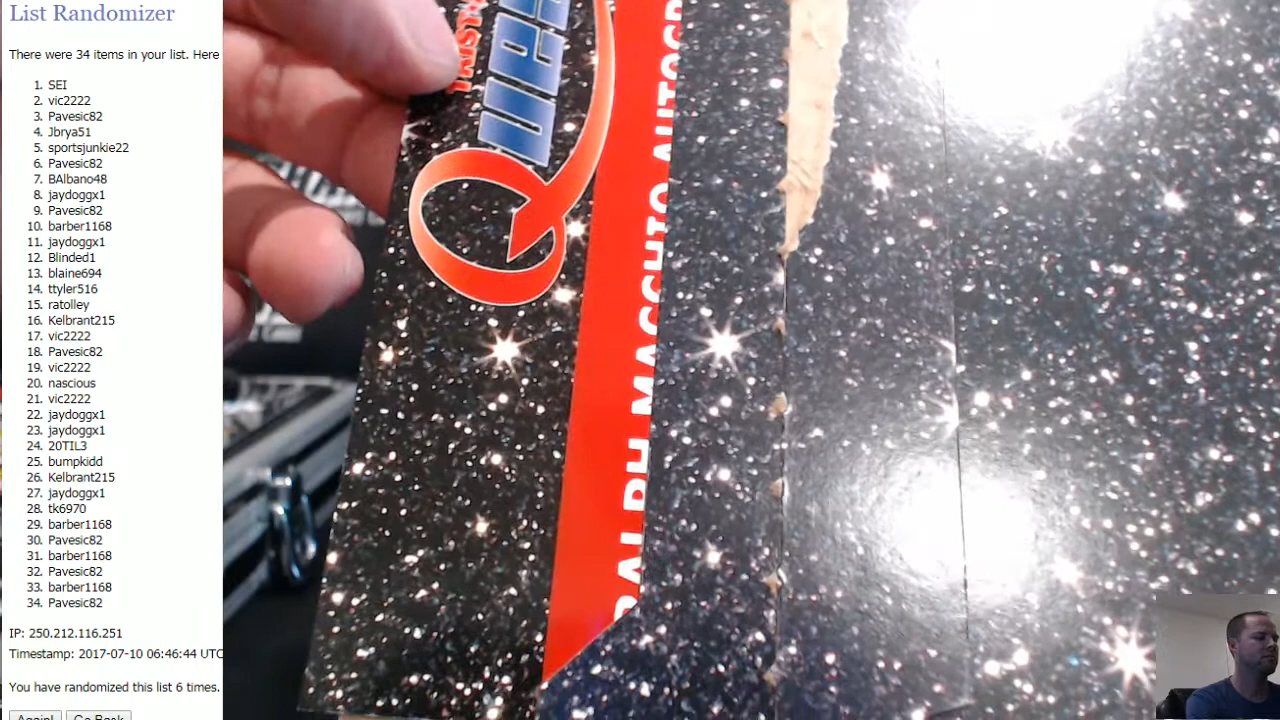 List Randomizer
There were 34 items in your list. Here
1. SEI
2. vic2222
3. Pavesic82
4. Jbrya51
5. sportsjunkie22
6. Pavesic82
7. BAlbano48
8. jaydoggx1
9. Pavesic82
10. barber1168
11. jaydoggx1
12. Blinded1
13. blaine694
14. ttyler516
15. ratolley
16. Kelbrant215
17. vic2222
18. Pavesic82
19. vic2222
20. nascious
21. vic2222
22. jaydoggx1
23. jaydoggx1
24. 20TIL3
25. bumpkidd
26. Kelbrant215
27. jaydoggx1
28. tk6970
29. barber1168
30. Pavesic82
31. barber1168
32. Pavesic82
33. barber1168
34. Pavesic82
IP: 250.212.116.251
Timestamp: 2017-07-10 06:46:44 UTC
You have randomized this list 6 times.
Again! Go Back
RALPH MACCHIO AUTOGR